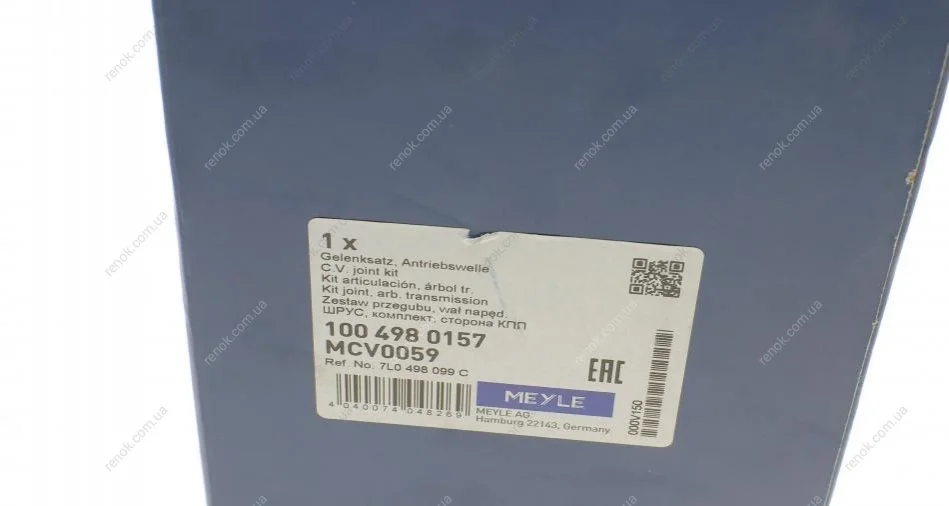 1 x
Gelenksatz, Antriebswelle
C.V. joint kit
Kit articulación, árbol tr.
Kit joint, arb. transmission
Zestaw przegubu, wał napęd.
ШРУС, комплект, сторона КПП
100 498 0157
MCV0059
Ref. No. 7L0 498 099 C
EAC
4 040074 048269
MEYLE
MEYLE AG
Hamburg 22143, Germany
000V150
renok.com.ua